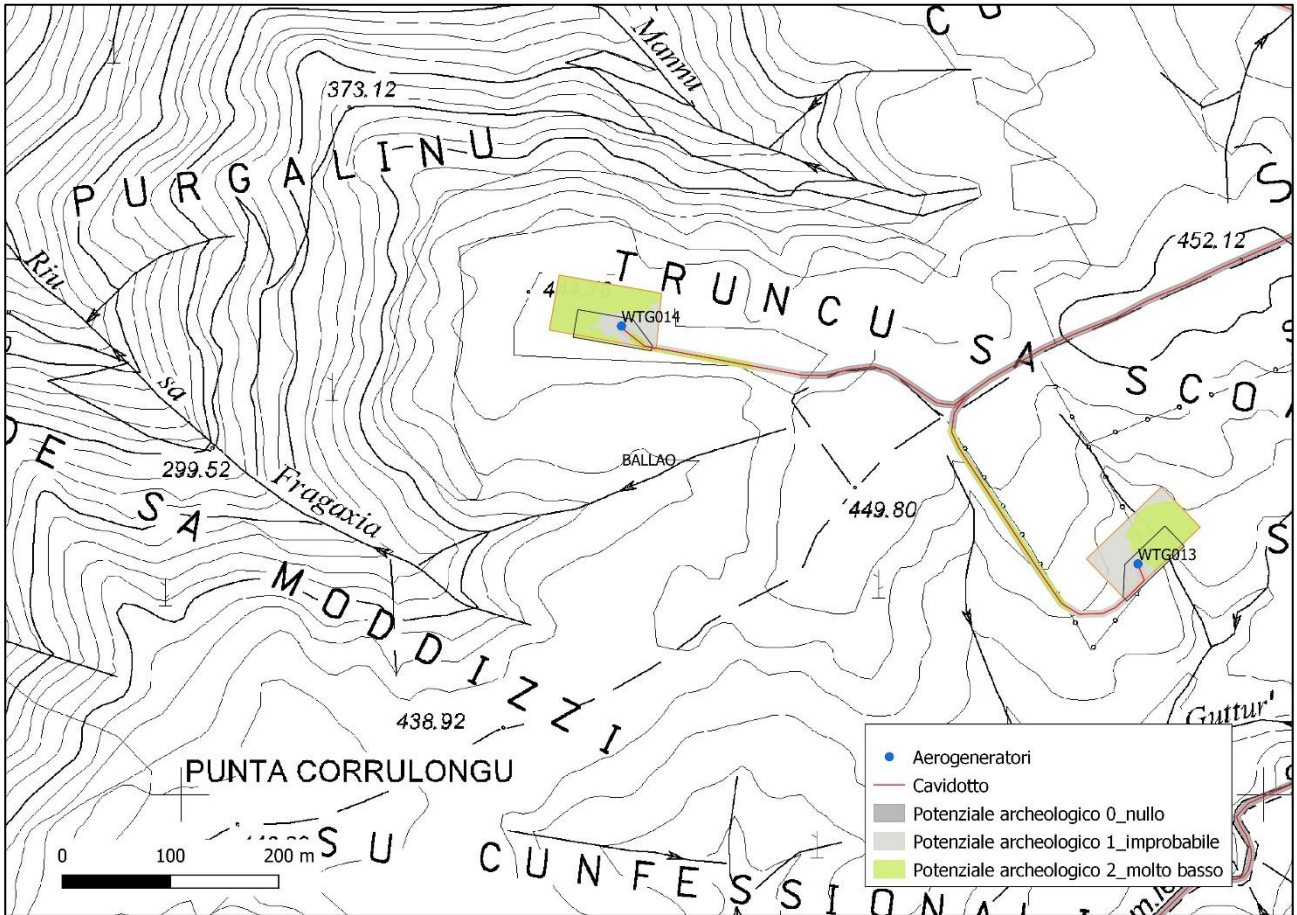 CU
Mannu
373.12
PURGALINU
452.12
TRUNCU SA SCO
WTG014
Riu sa Fragaxia
BALLAO
299.52
449.80
WTG013
DE SA MODDIZZI
438.92
Guttur'
PUNTA CORRULONGU
SU CUNFESSIONALI
0 100 200 m
Aerogeneratori
Cavidotto
Potenziale archeologico 0_nullo
Potenziale archeologico 1_improbabile
Potenziale archeologico 2_molto basso